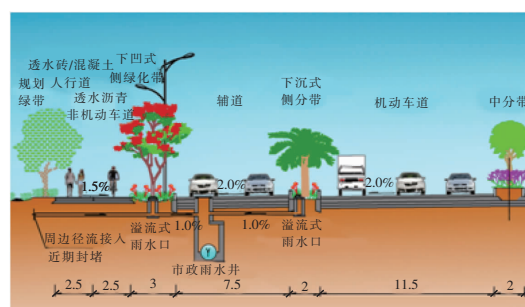 透水砖/混凝土
人行道
规划
绿带
透水沥青
非机动车道
下凹式
侧绿化带
辅道
下沉式
侧分带
机动车道
中分带
1.5%
2.0%
2.0%
1.0%
1.0%
周边径流接入
近期封堵
溢流式
雨水口
市政雨水井
溢流式
雨水口
2.5
2.5
3
7.5
2
11.5
2